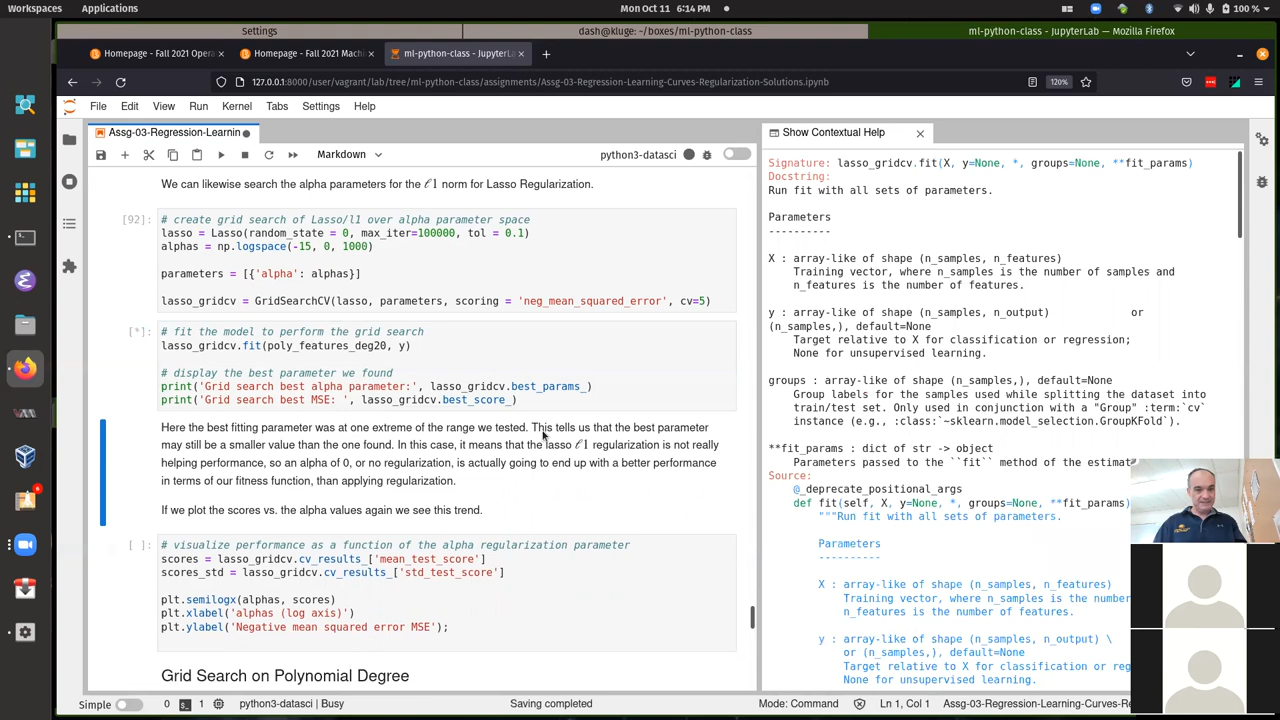 Workspaces Applications Mon Oct 11 6:14 PM 100 %
Settings dash@kluge: ~/boxes/ml-python-class ml-python-class - JupyterLab — Mozilla Firefox
Homepage - Fall 2021 Opera Homepage - Fall 2021 Machi ml-python-class - JupyterLab
127.0.0.1:8000/user/vagrant/lab/tree/ml-python-class/assignments/Assg-03-Regression-Learning-Curves-Regularization-Solutions.ipynb 120%
File Edit View Run Kernel Tabs Settings Help
Assg-03-Regression-Learnin
Markdown python3-datasci
We can likewise search the alpha parameters for the ℓ1 norm for Lasso Regularization.
[92]: # create grid search of Lasso/l1 over alpha parameter space
lasso = Lasso(random_state = 0, max_iter=100000, tol = 0.1)
alphas = np.logspace(-15, 0, 1000)
parameters = [{'alpha': alphas}]
lasso_gridcv = GridSearchCV(lasso, parameters, scoring = 'neg_mean_squared_error', cv=5)
[*]: # fit the model to perform the grid search
lasso_gridcv.fit(poly_features_deg20, y)
# display the best parameter we found
print('Grid search best alpha parameter:', lasso_gridcv.best_params_)
print('Grid search best MSE: ', lasso_gridcv.best_score_)
Here the best fitting parameter was at one extreme of the range we tested. This tells us that the best parameter
may still be a smaller value than the one found. In this case, it means that the lasso ℓ1 regularization is not really
helping performance, so an alpha of 0, or no regularization, is actually going to end up with a better performance
in terms of our fitness function, than applying regularization.
If we plot the scores vs. the alpha values again we see this trend.
[ ]: # visualize performance as a function of the alpha regularization parameter
scores = lasso_gridcv.cv_results_['mean_test_score']
scores_std = lasso_gridcv.cv_results_['std_test_score']
plt.semilogx(alphas, scores)
plt.xlabel('alphas (log axis)')
plt.ylabel('Negative mean squared error MSE');
Grid Search on Polynomial Degree
Show Contextual Help
Signature: lasso_gridcv.fit(X, y=None, *, groups=None, **fit_params)
Docstring:
Run fit with all sets of parameters.
Parameters
----------
X : array-like of shape (n_samples, n_features)
Training vector, where n_samples is the number of samples and
n_features is the number of features.
y : array-like of shape (n_samples, n_output) or
(n_samples,), default=None
Target relative to X for classification or regression;
None for unsupervised learning.
groups : array-like of shape (n_samples,), default=None
Group labels for the samples used while splitting the dataset into
train/test set. Only used in conjunction with a "Group" :term:`cv`
instance (e.g., :class:`~sklearn.model_selection.GroupKFold`).
**fit_params : dict of str -> object
Parameters passed to the ``fit`` method of the estimat
Source:
@_deprecate_positional_args
def fit(self, X, y=None, *, groups=None, **fit_params)
"""Run fit with all sets of parameters.
Parameters
----------
X : array-like of shape (n_samples, n_features)
Training vector, where n_samples is the number
n_features is the number of features.
y : array-like of shape (n_samples, n_output) \
or (n_samples,), default=None
Target relative to X for classification or reg
None for unsupervised learning.
Simple 0 1 python3-datasci | Busy Saving completed Mode: Command Ln 1, Col 1 Assg-03-Regression-Learning-Curves-Re